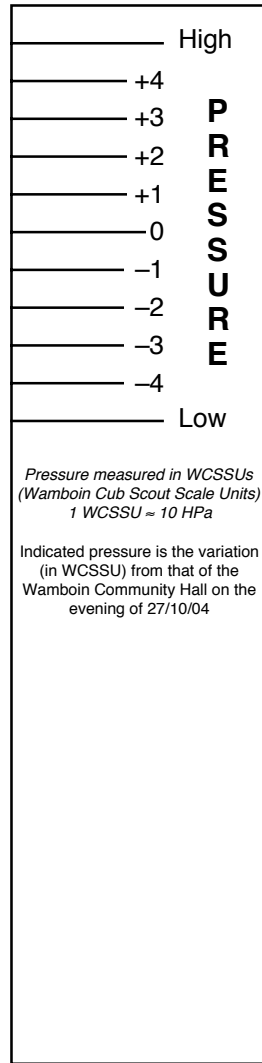 High
+4
+3
+2
+1
0
–1
–2
–3
–4
Low
PRESSURE
Pressure measured in WCSSUs
(Wamboin Cub Scout Scale Units)
1 WCSSU ≈ 10 HPa
Indicated pressure is the variation
(in WCSSU) from that of the
Wamboin Community Hall on the
evening of 27/10/04